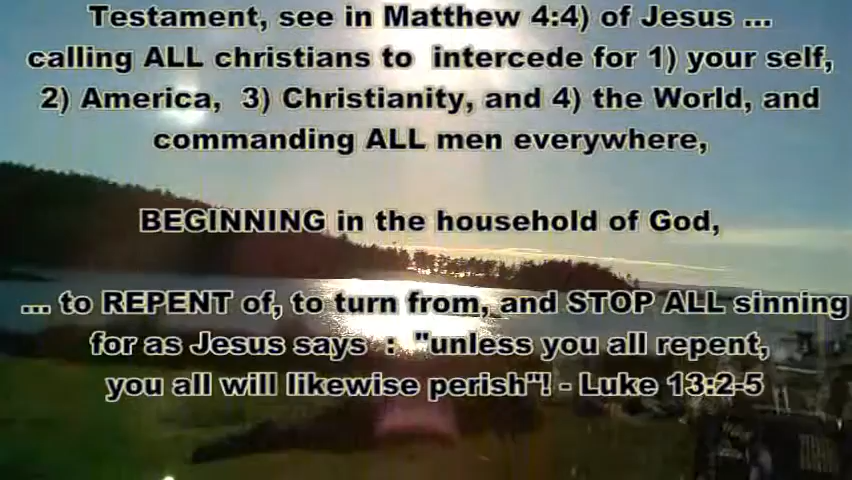 Testament, see in Matthew 4:4) of Jesus ...
calling ALL christians to intercede for 1) your self,
2) America, 3) Christianity, and 4) the World, and
commanding ALL men everywhere,
BEGINNING in the household of God,
... to REPENT of, to turn from, and STOP ALL sinning
for as Jesus says : "unless you all repent,
you all will likewise perish"! - Luke 13:2-5